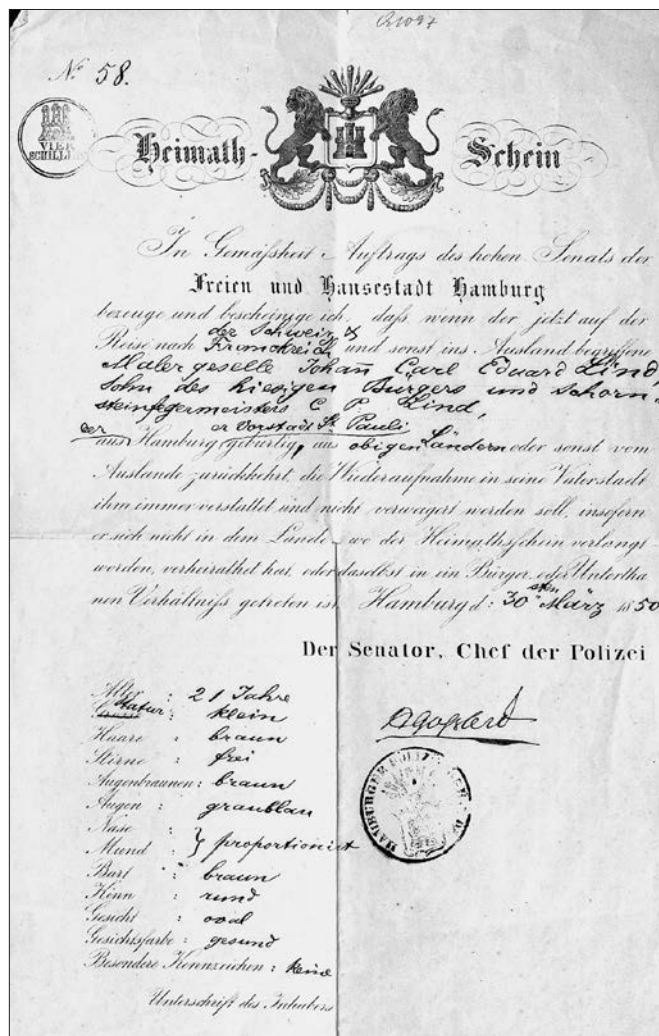 No 58.
VIER
SCHILLING
Heimath-Schein
In Gemäßheit Auftrags des hohen Senats der
Freien und Hansestadt Hamburg
bezeuge und bescheinige ich, daß, wenn der jetzt auf der
der Schweiz &
Reise nach Frankreich und sonst ins Ausland begriffene
Malergeselle Johan Carl Eduard Lind,
Sohn des hiesigen Bürgers und Schorn-
steinfegermeisters C. P. Lind,
er Vorstadt St. Pauli
aus Hamburg gebürtig, aus obigen Ländern oder sonst vom
Auslande zurückkehrt, die Wiederaufnahme in seine Vaterstadt
ihm immer verstattet und nicht verweigert werden soll, insofern
er sich nicht in dem Lande, wo der Heimathsschein verlangt
worden, verheirathet hat, oder daselbst in ein Bürger- oder Untertha-
nen Verhältniß getreten ist. Hamburg d: 30sten März 1850
Der Senator, Chef der Polizei
Alter : 21 Jahre
Statur : klein
Haare : braun
Stirne : frei
Augenbraunen : braun
Augen : graublau
Nase :
Mund : } proportionirt
Bart : braun
Kinn : rund
Gesicht : oval
Gesichtsfarbe : gesund
Besondere Kennzeichen : keine
Unterschrift des Inhabers